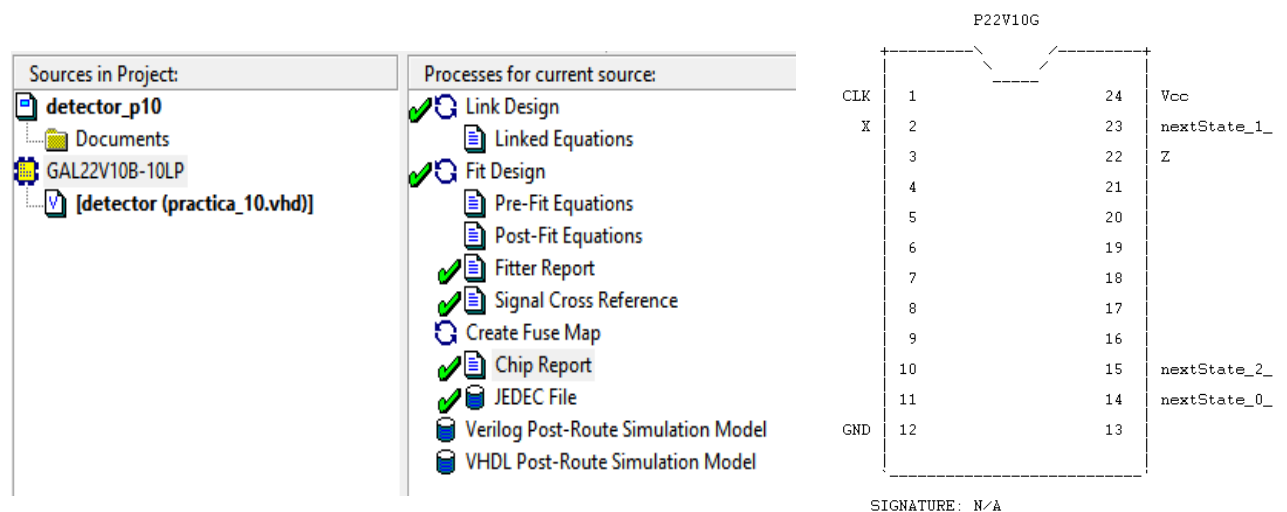 Sources in Project:
detector_p10
Documents
GAL22V10B-10LP
[detector (practica_10.vhd)]
Processes for current source:
Link Design
Linked Equations
Fit Design
Pre-Fit Equations
Post-Fit Equations
Fitter Report
Signal Cross Reference
Create Fuse Map
Chip Report
JEDEC File
Verilog Post-Route Simulation Model
VHDL Post-Route Simulation Model
P22V10G
CLK 1 24 Vcc
X 2 23 nextState_1_
3 22 Z
4 21
5 20
6 19
7 18
8 17
9 16
10 15 nextState_2_
11 14 nextState_0_
GND 12 13
SIGNATURE: N/A